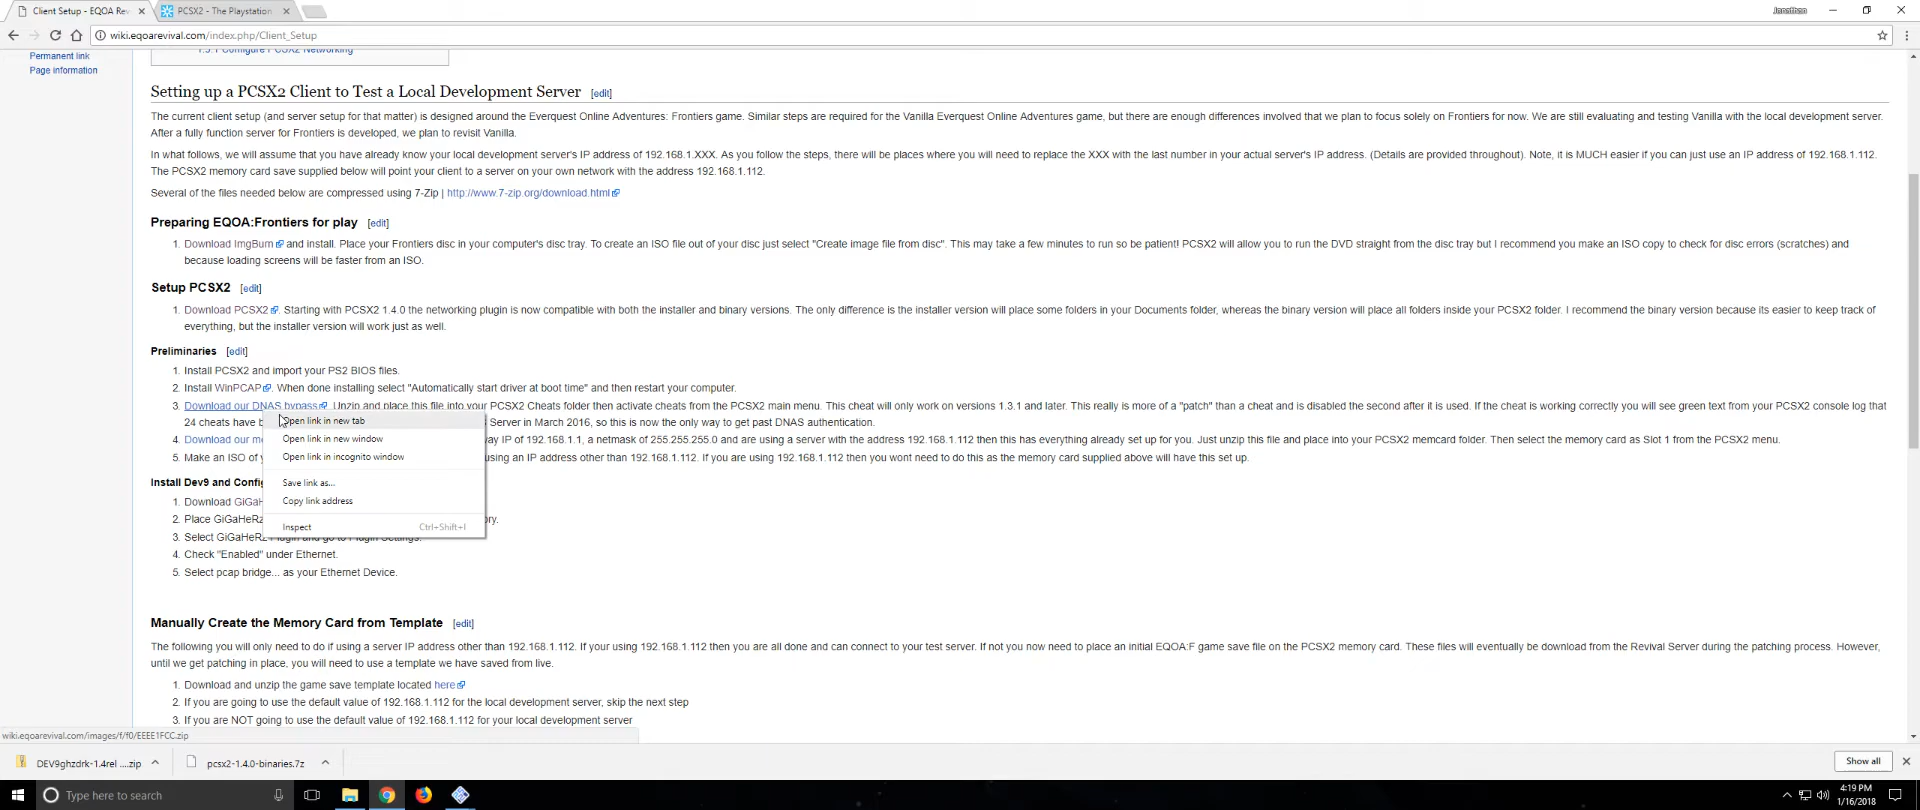 Client Setup - EQOA Rev
PCSX2 - The Playstation
Jonathan
wiki.eqoarevival.com/index.php/Client_Setup
Permanent link
Page information
1.5.1 Configure PCSX2 Networking
Setting up a PCSX2 Client to Test a Local Development Server [edit]
The current client setup (and server setup for that matter) is designed around the Everquest Online Adventures: Frontiers game. Similar steps are required for the Vanilla Everquest Online Adventures game, but there are enough differences involved that we plan to focus solely on Frontiers for now. We are still evaluating and testing Vanilla with the local development server.
After a fully function server for Frontiers is developed, we plan to revisit Vanilla.
In what follows, we will assume that you have already know your local development server's IP address of 192.168.1.XXX. As you follow the steps, there will be places where you will need to replace the XXX with the last number in your actual server's IP address. (Details are provided throughout). Note, it is MUCH easier if you can just use an IP address of 192.168.1.112.
The PCSX2 memory card save supplied below will point your client to a server on your own network with the address 192.168.1.112.
Several of the files needed below are compressed using 7-Zip | http://www.7-zip.org/download.html
Preparing EQOA:Frontiers for play [edit]
1. Download ImgBurn and install. Place your Frontiers disc in your computer's disc tray. To create an ISO file out of your disc just select "Create image file from disc". This may take a few minutes to run so be patient! PCSX2 will allow you to run the DVD straight from the disc tray but I recommend you make an ISO copy to check for disc errors (scratches) and
because loading screens will be faster from an ISO.
Setup PCSX2 [edit]
1. Download PCSX2. Starting with PCSX2 1.4.0 the networking plugin is now compatible with both the installer and binary versions. The only difference is the installer version will place some folders in your Documents folder, whereas the binary version will place all folders inside your PCSX2 folder. I recommend the binary version because its easier to keep track of
everything, but the installer version will work just as well.
Preliminaries [edit]
1. Install PCSX2 and import your PS2 BIOS files.
2. Install WinPCAP. When done installing select "Automatically start driver at boot time" and then restart your computer.
3. Download our DNAS bypass. Unzip and place this file into your PCSX2 Cheats folder then activate cheats from the PCSX2 main menu. This cheat will only work on versions 1.3.1 and later. This really is more of a "patch" than a cheat and is disabled the second after it is used. If the cheat is working correctly you will see green text from your PCSX2 console log that
24 cheats have b Server in March 2016, so this is now the only way to get past DNAS authentication.
4. Download our me way IP of 192.168.1.1, a netmask of 255.255.255.0 and are using a server with the address 192.168.1.112 then this has everything already set up for you. Just unzip this file and place into your PCSX2 memcard folder. Then select the memory card as Slot 1 from the PCSX2 menu.
5. Make an ISO of y using an IP address other than 192.168.1.112. If you are using 192.168.1.112 then you wont need to do this as the memory card supplied above will have this set up.
Open link in new tab
Open link in new window
Open link in incognito window
Save link as...
Copy link address
Inspect Ctrl+Shift+I
Install Dev9 and Config
1. Download GiGaH
2. Place GiGaHeRz ory.
3. Select GiGaHeRz Plugin and go to Plugin Settings.
4. Check "Enabled" under Ethernet.
5. Select pcap bridge... as your Ethernet Device.
Manually Create the Memory Card from Template [edit]
The following you will only need to do if using a server IP address other than 192.168.1.112. If your using 192.168.1.112 then you are all done and can connect to your test server. If not you now need to place an initial EQOA:F game save file on the PCSX2 memory card. These files will eventually be download from the Revival Server during the patching process. However,
until we get patching in place, you will need to use a template we have saved from live.
1. Download and unzip the game save template located here
2. If you are going to use the default value of 192.168.1.112 for the local development server, skip the next step
3. If you are NOT going to use the default value of 192.168.1.112 for your local development server
wiki.eqoarevival.com/images/f/f0/EEEE1FCC.zip
DEV9ghzdrk-1.4rel ....zip
pcsx2-1.4.0-binaries.7z
Show all
Type here to search
4:19 PM
1/16/2018